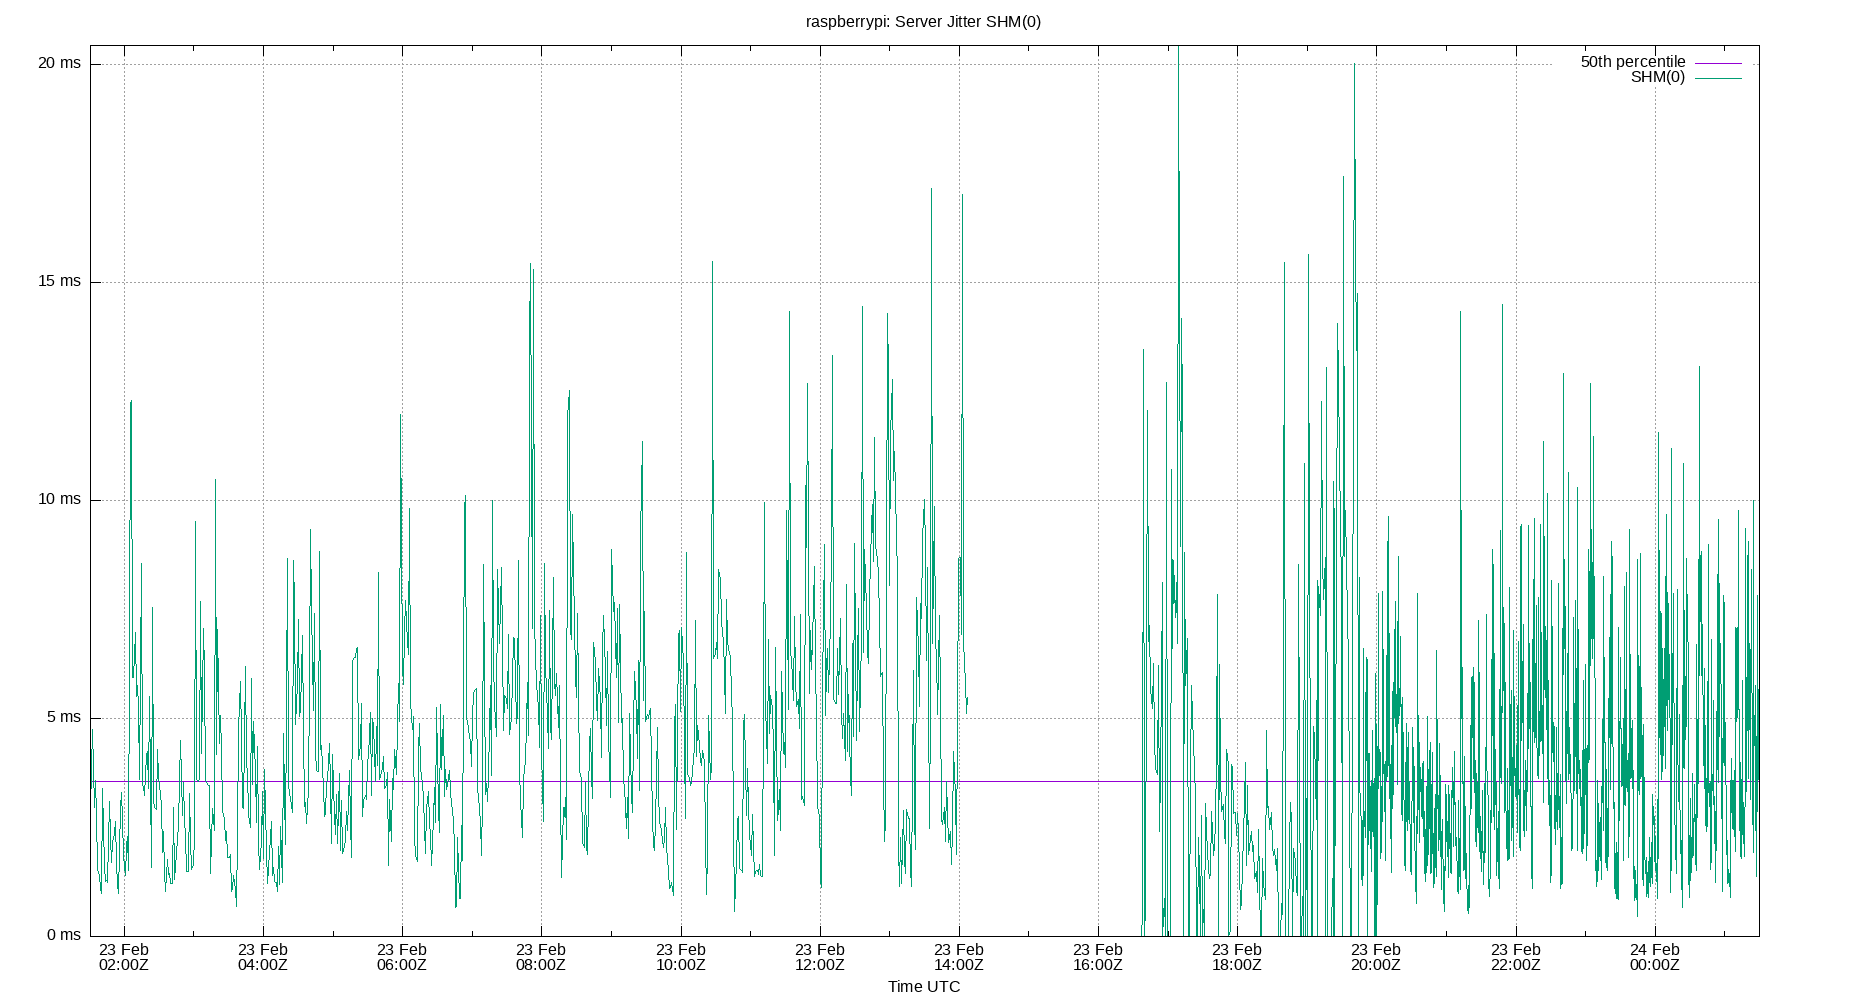 raspberrypi: Server Jitter SHM(0)
20 ms
15 ms
10 ms
5 ms
0 ms
50th percentile
SHM(0)
23 Feb 23 Feb 23 Feb 23 Feb 23 Feb 23 Feb 23 Feb 23 Feb 23 Feb 23 Feb 23 Feb 24 Feb
02:00Z 04:00Z 06:00Z 08:00Z 10:00Z 12:00Z 14:00Z 16:00Z 18:00Z 20:00Z 22:00Z 00:00Z
Time UTC